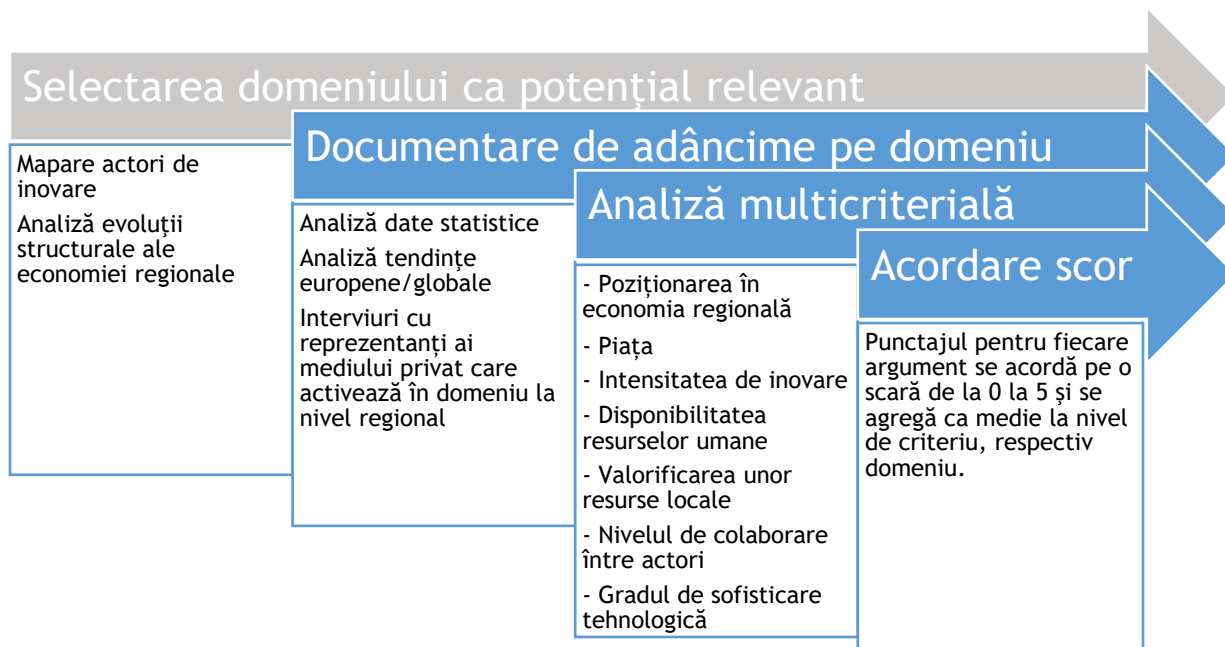 Selectarea domeniului ca potențial relevant
Mapare actori de
inovare
Analiză evoluții
structurale ale
economiei regionale
Documentare de adâncime pe domeniu
Analiză date statistice
Analiză tendințe
europene/globale
Interviuri cu
reprezentanți ai
mediului privat care
activează în domeniu la
nivel regional
Analiză multicriterială
- Poziționarea în
economia regională
- Piața
- Intensitatea de inovare
- Disponibilitatea
resurselor umane
- Valorificarea unor
resurse locale
- Nivelul de colaborare
între actori
- Gradul de sofisticare
tehnologică
Acordare scor
Punctajul pentru fiecare
argument se acordă pe o
scară de la 0 la 5 și se
agregă ca medie la nivel
de criteriu, respectiv
domeniu.